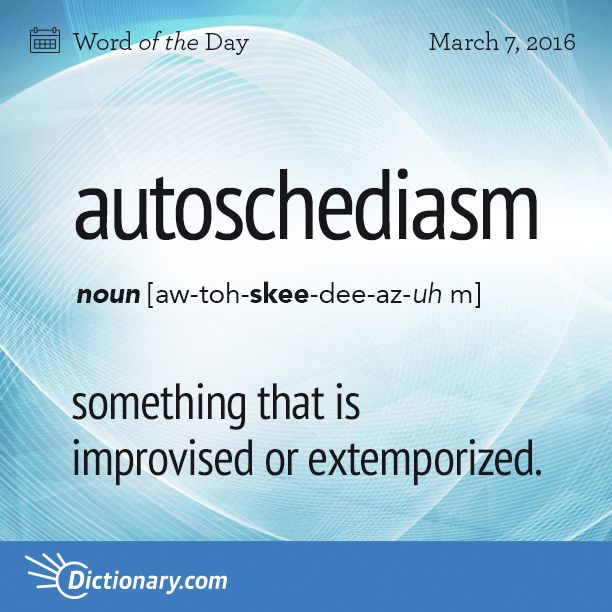 Word of the Day
March 7, 2016
autoschediasm
noun [aw-toh-skee-dee-az-uh m]
something that is
improvised or extemporized.
Dictionary.com